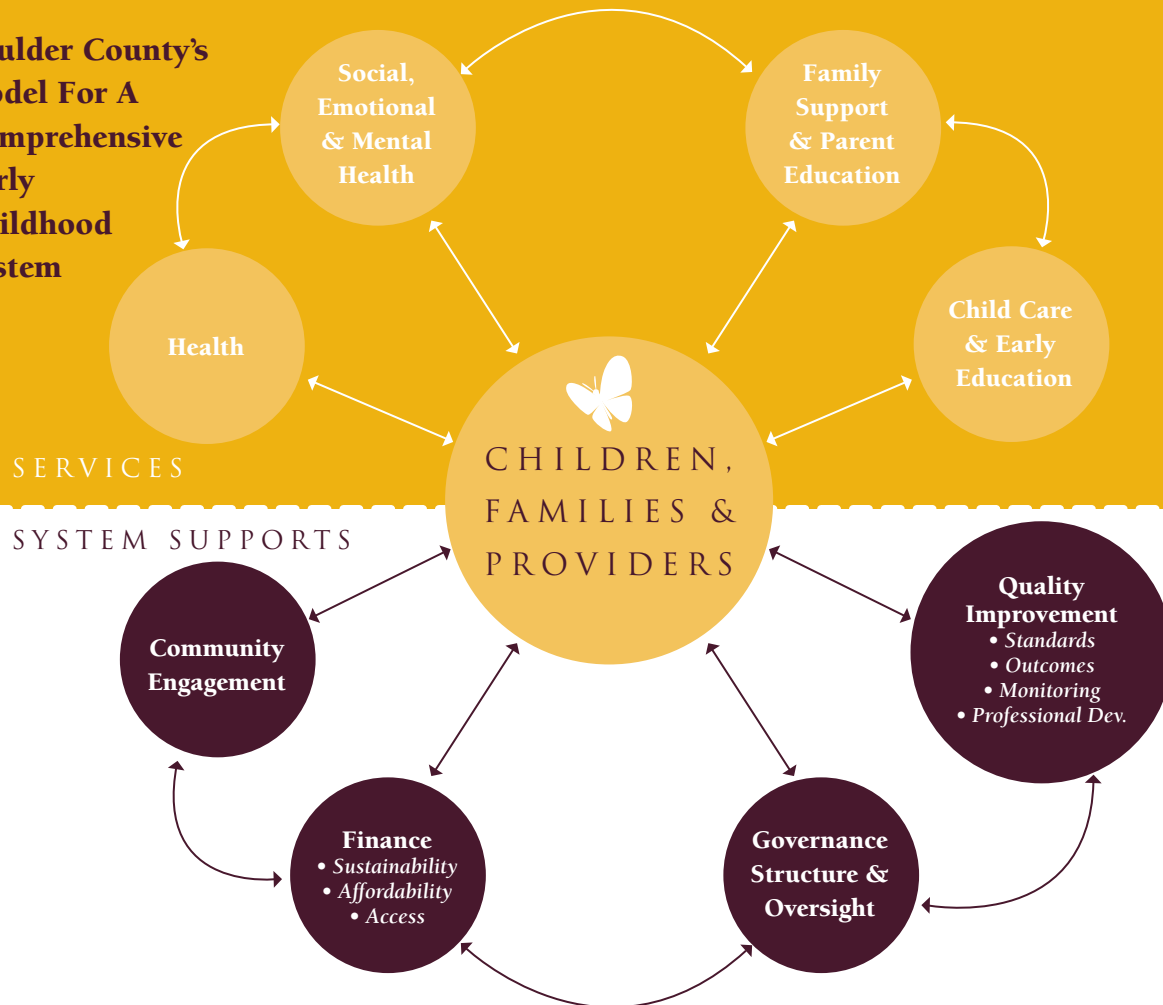 ulder County's
odel For A
omprehensive
rly
ildhood
stem
Social,
Emotional
& Mental
Health
Family
Support
& Parent
Education
Health
Child Care
& Early
Education
SERVICES
CHILDREN,
FAMILIES &
PROVIDERS
SYSTEM SUPPORTS
Community
Engagement
Quality
Improvement
• Standards
• Outcomes
• Monitoring
• Professional Dev.
Finance
• Sustainability
• Affordability
• Access
Governance
Structure &
Oversight